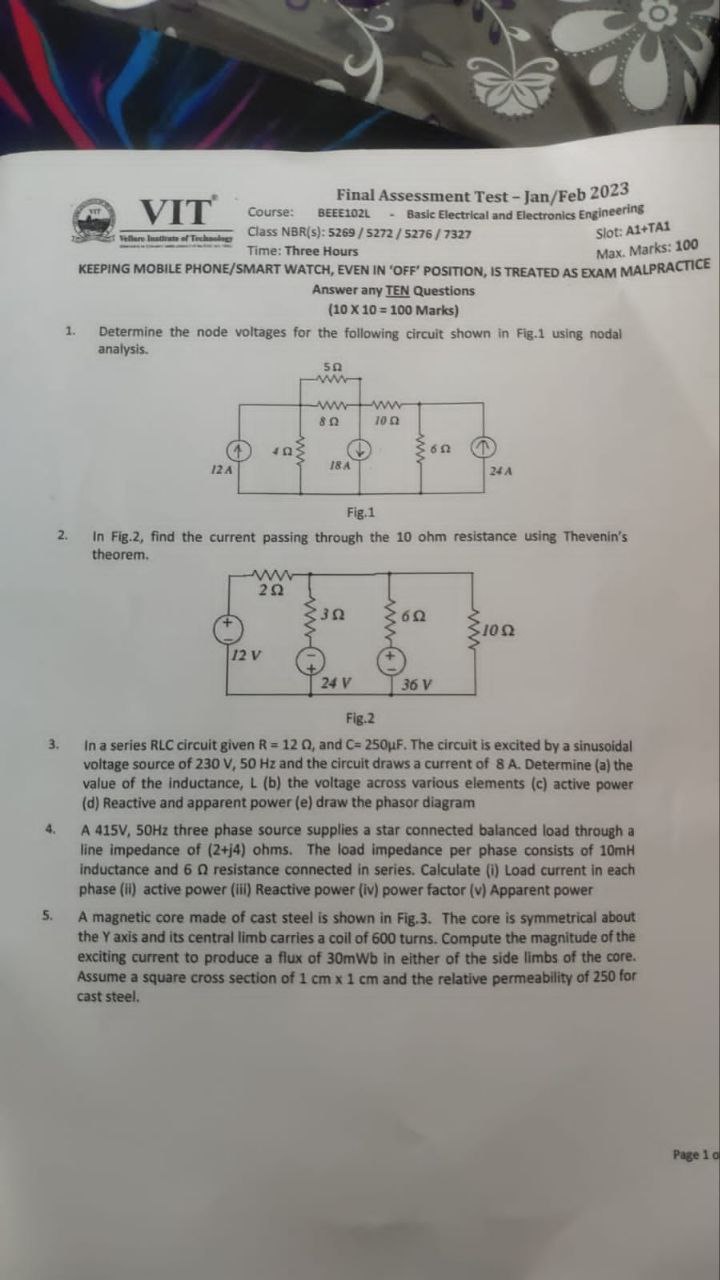 VIT
Vellore Institute of Technology
Final Assessment Test – Jan/Feb 2023
Course: BEEE102L - Basic Electrical and Electronics Engineering
Class NBR(s): 5269 / 5272 / 5276 / 7327 Slot: A1+TA1
Time: Three Hours Max. Marks: 100
KEEPING MOBILE PHONE/SMART WATCH, EVEN IN 'OFF' POSITION, IS TREATED AS EXAM MALPRACTICE
Answer any TEN Questions
(10 X 10 = 100 Marks)
1. Determine the node voltages for the following circuit shown in Fig.1 using nodal
analysis.
5Ω
8 Ω 10 Ω
4 Ω 6 Ω
12 A 18 A 24 A
Fig.1
2. In Fig.2, find the current passing through the 10 ohm resistance using Thevenin's
theorem.
2 Ω
3 Ω 6 Ω
10 Ω
12 V
24 V 36 V
Fig.2
3. In a series RLC circuit given R = 12 Ω, and C= 250μF. The circuit is excited by a sinusoidal
voltage source of 230 V, 50 Hz and the circuit draws a current of 8 A. Determine (a) the
value of the inductance, L (b) the voltage across various elements (c) active power
(d) Reactive and apparent power (e) draw the phasor diagram
4. A 415V, 50Hz three phase source supplies a star connected balanced load through a
line impedance of (2+j4) ohms. The load impedance per phase consists of 10mH
inductance and 6 Ω resistance connected in series. Calculate (i) Load current in each
phase (ii) active power (iii) Reactive power (iv) power factor (v) Apparent power
5. A magnetic core made of cast steel is shown in Fig.3. The core is symmetrical about
the Y axis and its central limb carries a coil of 600 turns. Compute the magnitude of the
exciting current to produce a flux of 30mWb in either of the side limbs of the core.
Assume a square cross section of 1 cm x 1 cm and the relative permeability of 250 for
cast steel.
Page 1 o